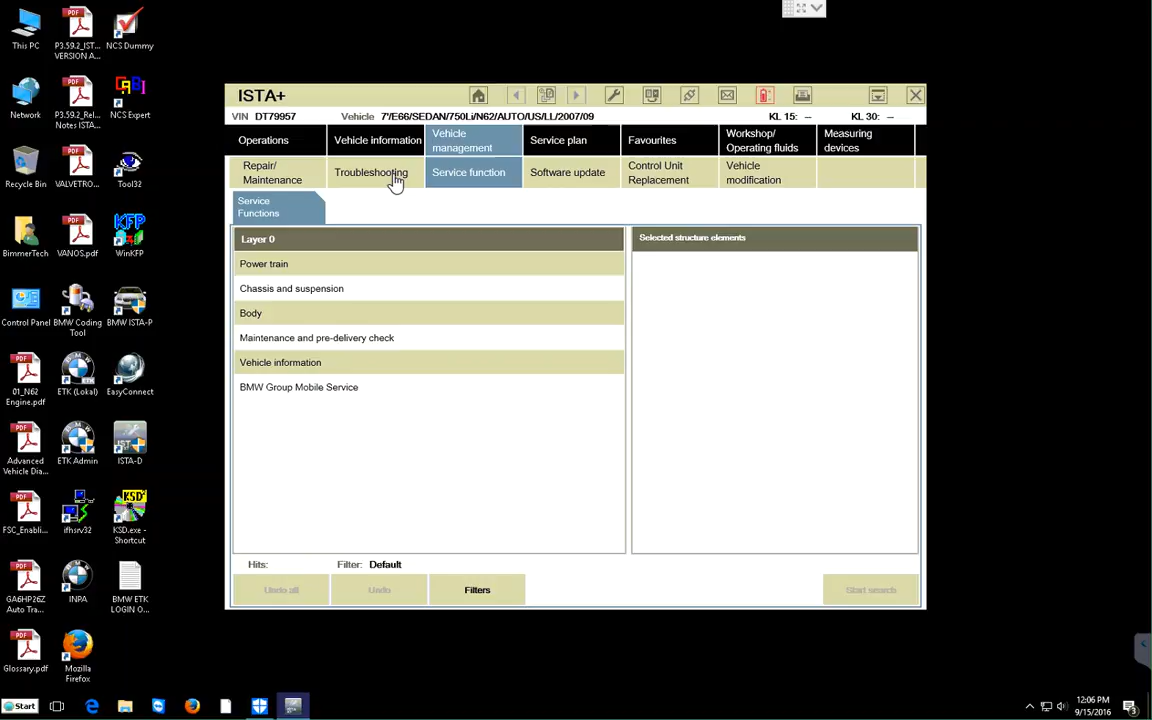 This PC
P3.59.2_IST...
VERSION A...
NCS Dummy
Network
P3.59.2_Rel...
Notes ISTA...
NCS Expert
Recycle Bin
VALVETRO...
Tool32
BimmerTech
VANOS.pdf
KFP
WinKFP
Control Panel
BMW Coding
Tool
BMW ISTA-P
01_N62
Engine.pdf
ETK (Lokal)
EasyConnect
Advanced
Vehicle Dia...
ETK Admin
ISTA-D
FSC_Enabli...
ifhsrv32
KSD
KSD.exe -
Shortcut
GA6HP26Z
Auto Tra...
INPA
BMW ETK
LOGIN O...
Glossary.pdf
Mozilla
Firefox
ISTA+
VIN DT79957 Vehicle 7'/E66/SEDAN/750Li/N62/AUTO/US/LL/2007/09 KL 15: -- KL 30: --
Operations
Vehicle information
Vehicle
management
Service plan
Favourites
Workshop/
Operating fluids
Measuring
devices
Repair/
Maintenance
Troubleshooting
Service function
Software update
Control Unit
Replacement
Vehicle
modification
Service
Functions
Layer 0
Selected structure elements
Power train
Chassis and suspension
Body
Maintenance and pre-delivery check
Vehicle information
BMW Group Mobile Service
Hits: Filter: Default
Undo all
Undo
Filters
Start search
Start
12:06 PM
9/15/2016